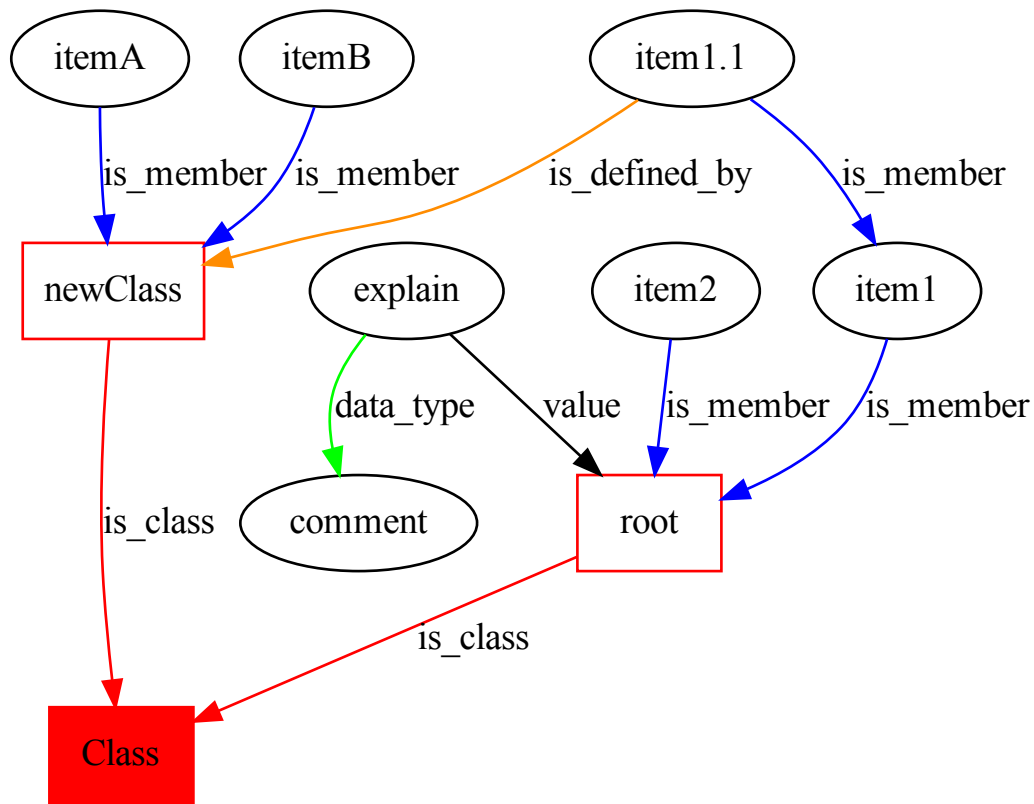 itemA
itemB
item1.1
is_member
is_member
is_defined_by
is_member
newClass
explain
item2
item1
data_type
value
is_member
is_member
is_class
comment
root
is_class
Class